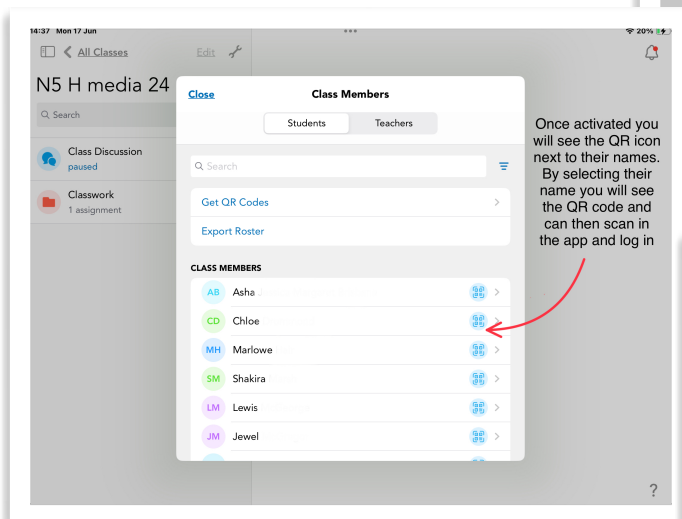 14:37 Mon 17 Jun
20%
All Classes
Edit
N5 H media 24
Search
Class Discussion
paused
Classwork
1 assignment
Close
Class Members
Students
Teachers
Search
Get QR Codes
Export Roster
CLASS MEMBERS
AB Asha
CD Chloe
MH Marlowe
SM Shakira
LM Lewis
JM Jewel
Once activated you
will see the QR icon
next to their names.
By selecting their
name you will see
the QR code and
can then scan in
the app and log in
?